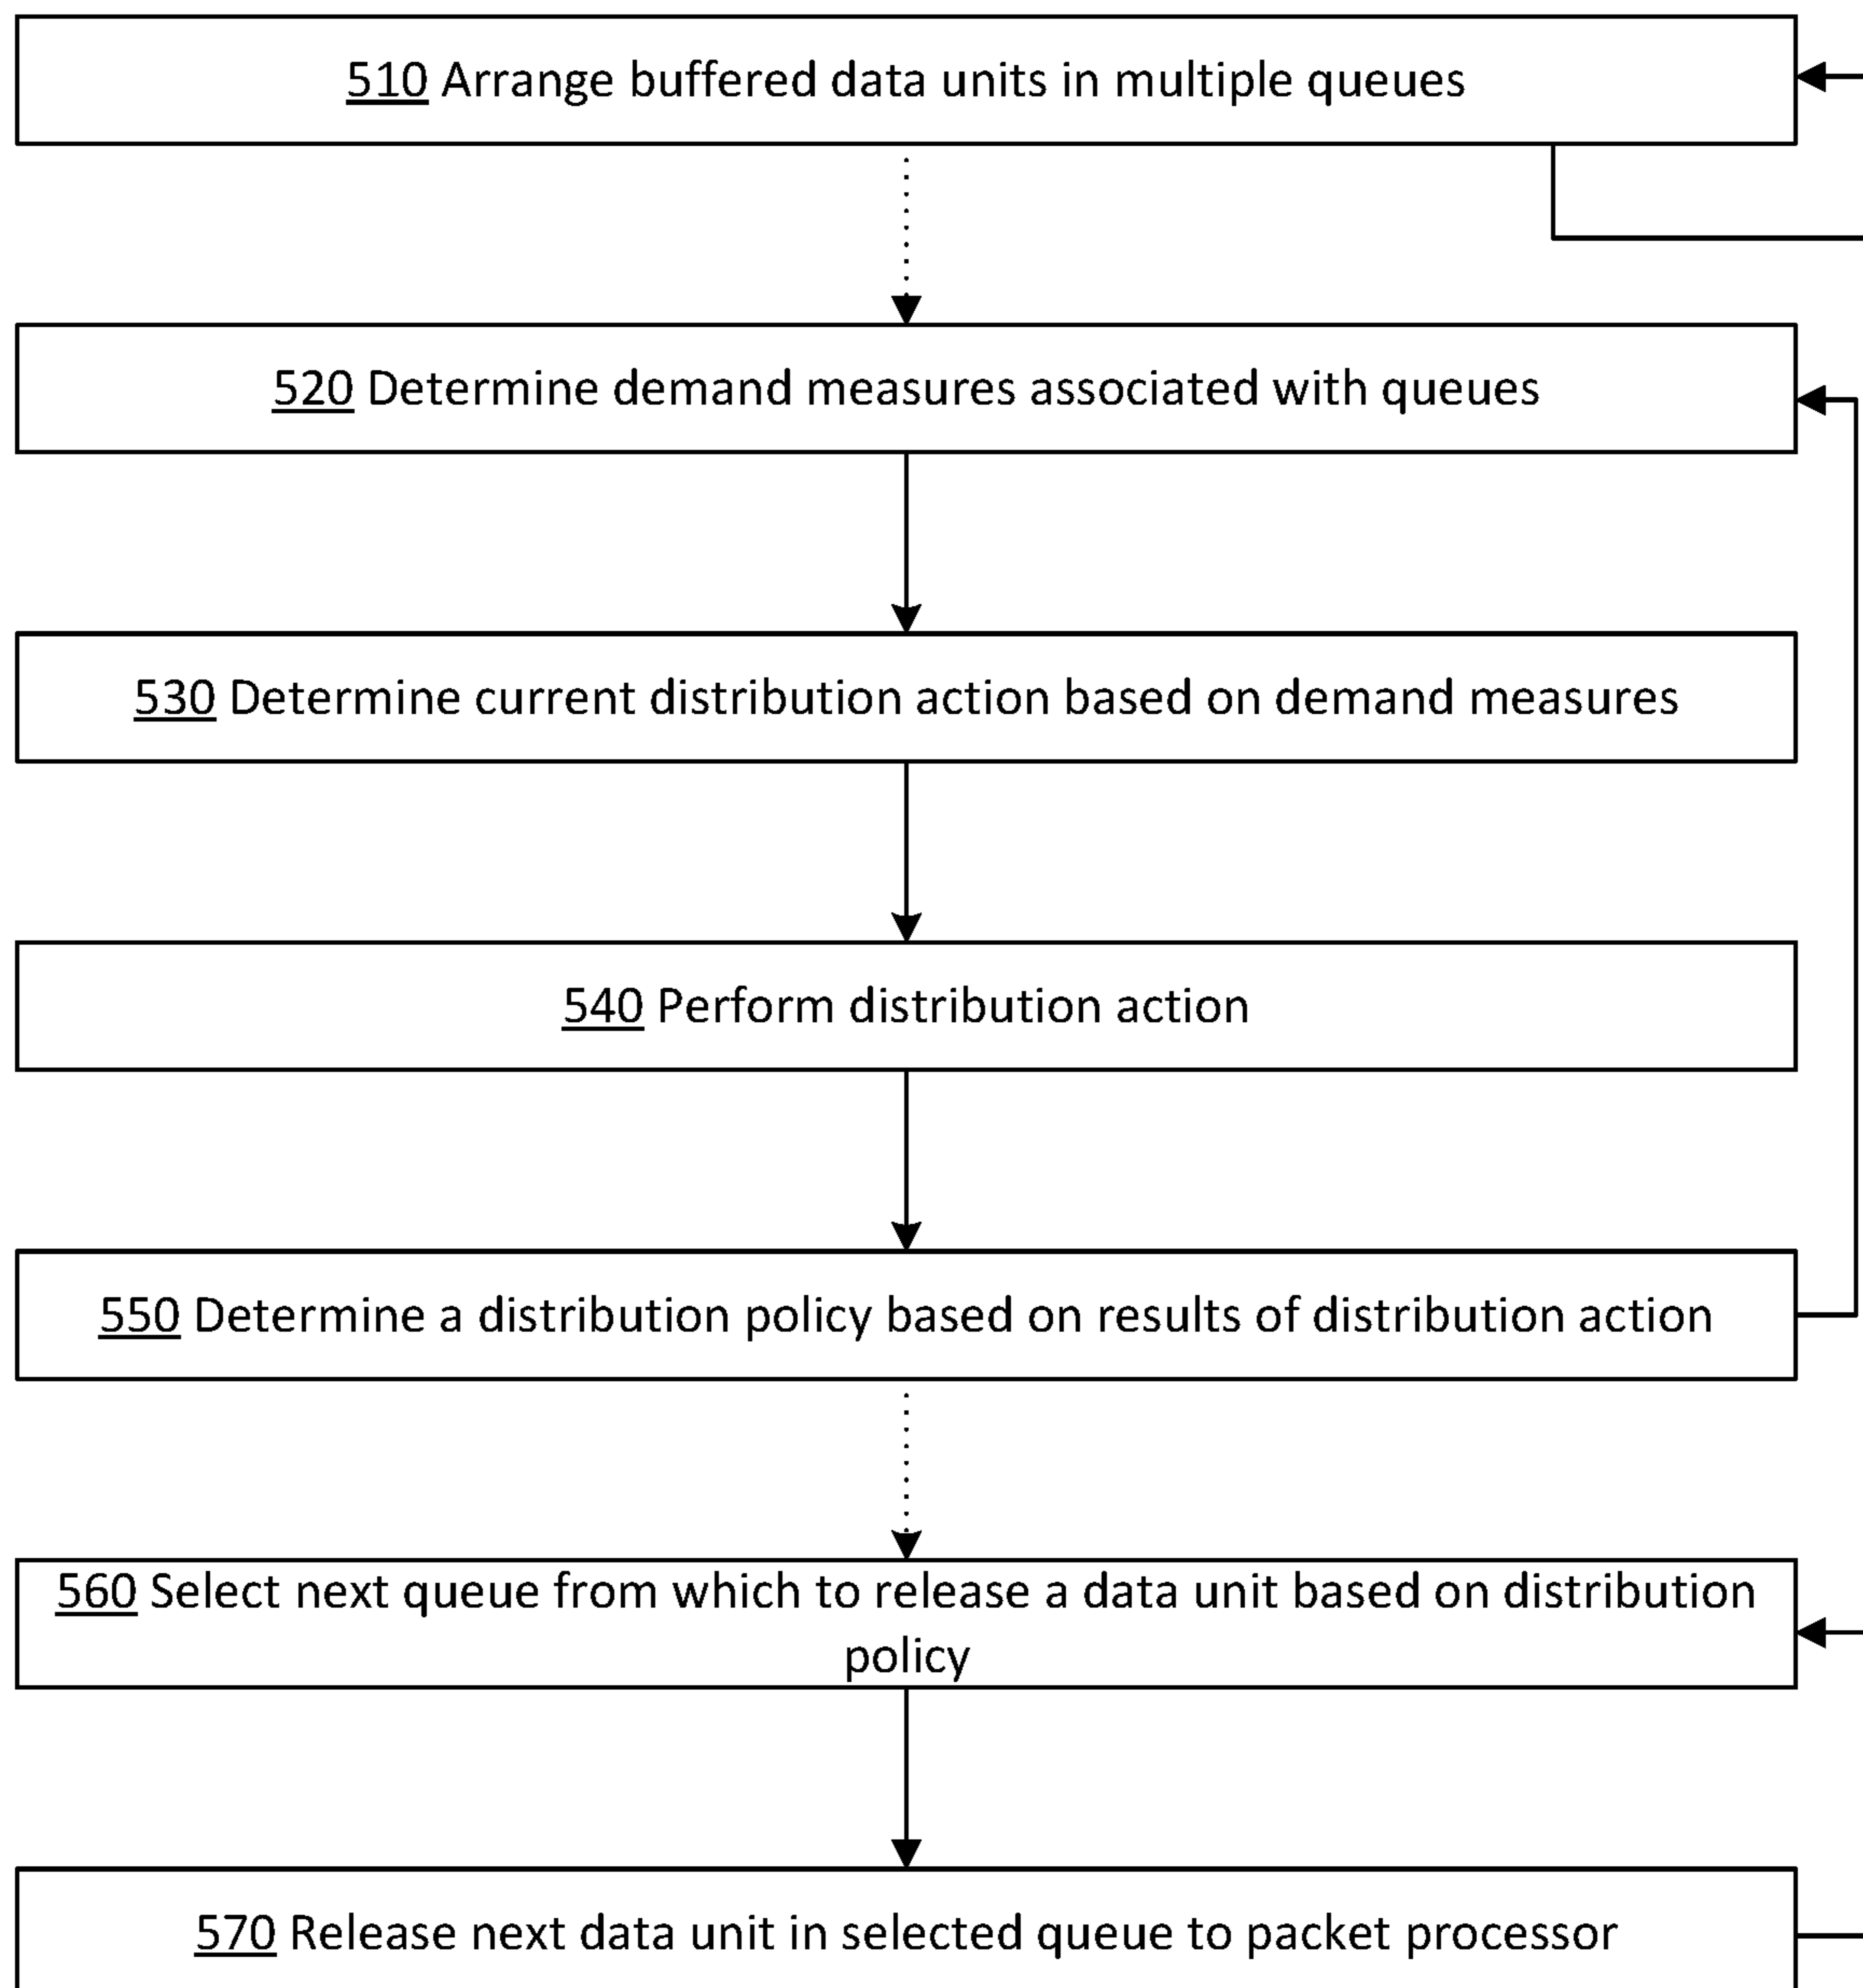 510 Arrange buffered data units in multiple queues
520 Determine demand measures associated with queues
530 Determine current distribution action based on demand measures
540 Perform distribution action
550 Determine a distribution policy based on results of distribution action
560 Select next queue from which to release a data unit based on distribution
policy
570 Release next data unit in selected queue to packet processor